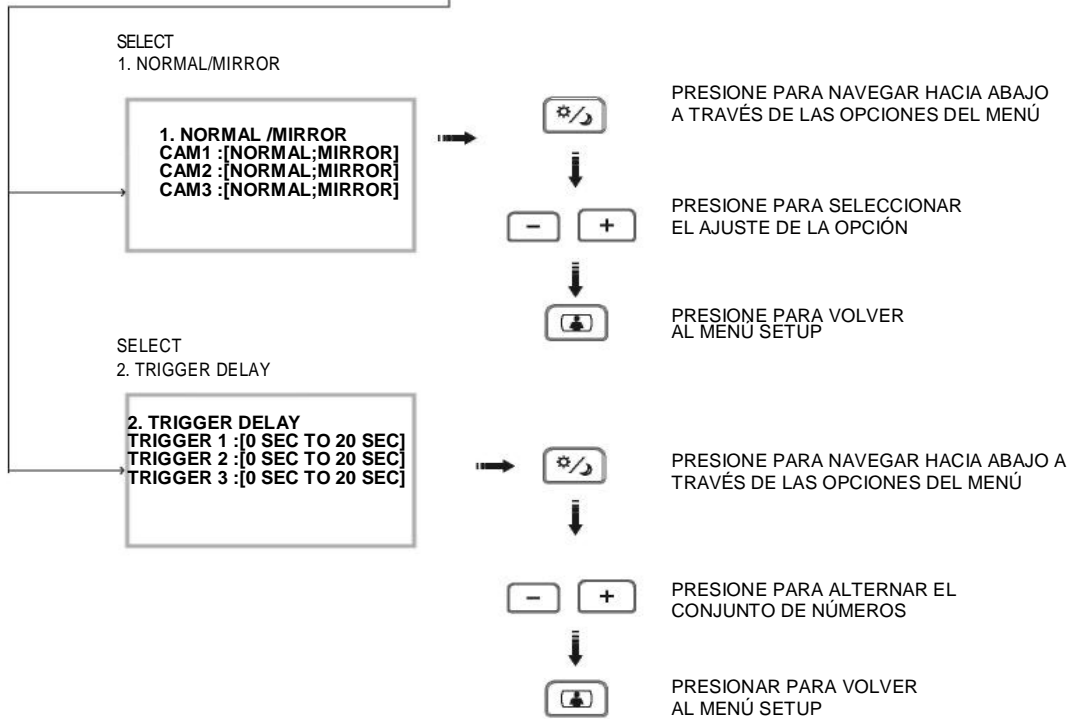 SELECT
1. NORMAL/MIRROR
1. NORMAL /MIRROR
CAM1 :[NORMAL;MIRROR]
CAM2 :[NORMAL;MIRROR]
CAM3 :[NORMAL;MIRROR]
PRESIONE PARA NAVEGAR HACIA ABAJO
A TRAVÉS DE LAS OPCIONES DEL MENÚ
- +
PRESIONE PARA SELECCIONAR
EL AJUSTE DE LA OPCIÓN
PRESIONE PARA VOLVER
AL MENÚ SETUP
SELECT
2. TRIGGER DELAY
2. TRIGGER DELAY
TRIGGER 1 :[0 SEC TO 20 SEC]
TRIGGER 2 :[0 SEC TO 20 SEC]
TRIGGER 3 :[0 SEC TO 20 SEC]
PRESIONE PARA NAVEGAR HACIA ABAJO A
TRAVÉS DE LAS OPCIONES DEL MENÚ
- +
PRESIONE PARA ALTERNAR EL
CONJUNTO DE NÚMEROS
PRESIONAR PARA VOLVER
AL MENÚ SETUP